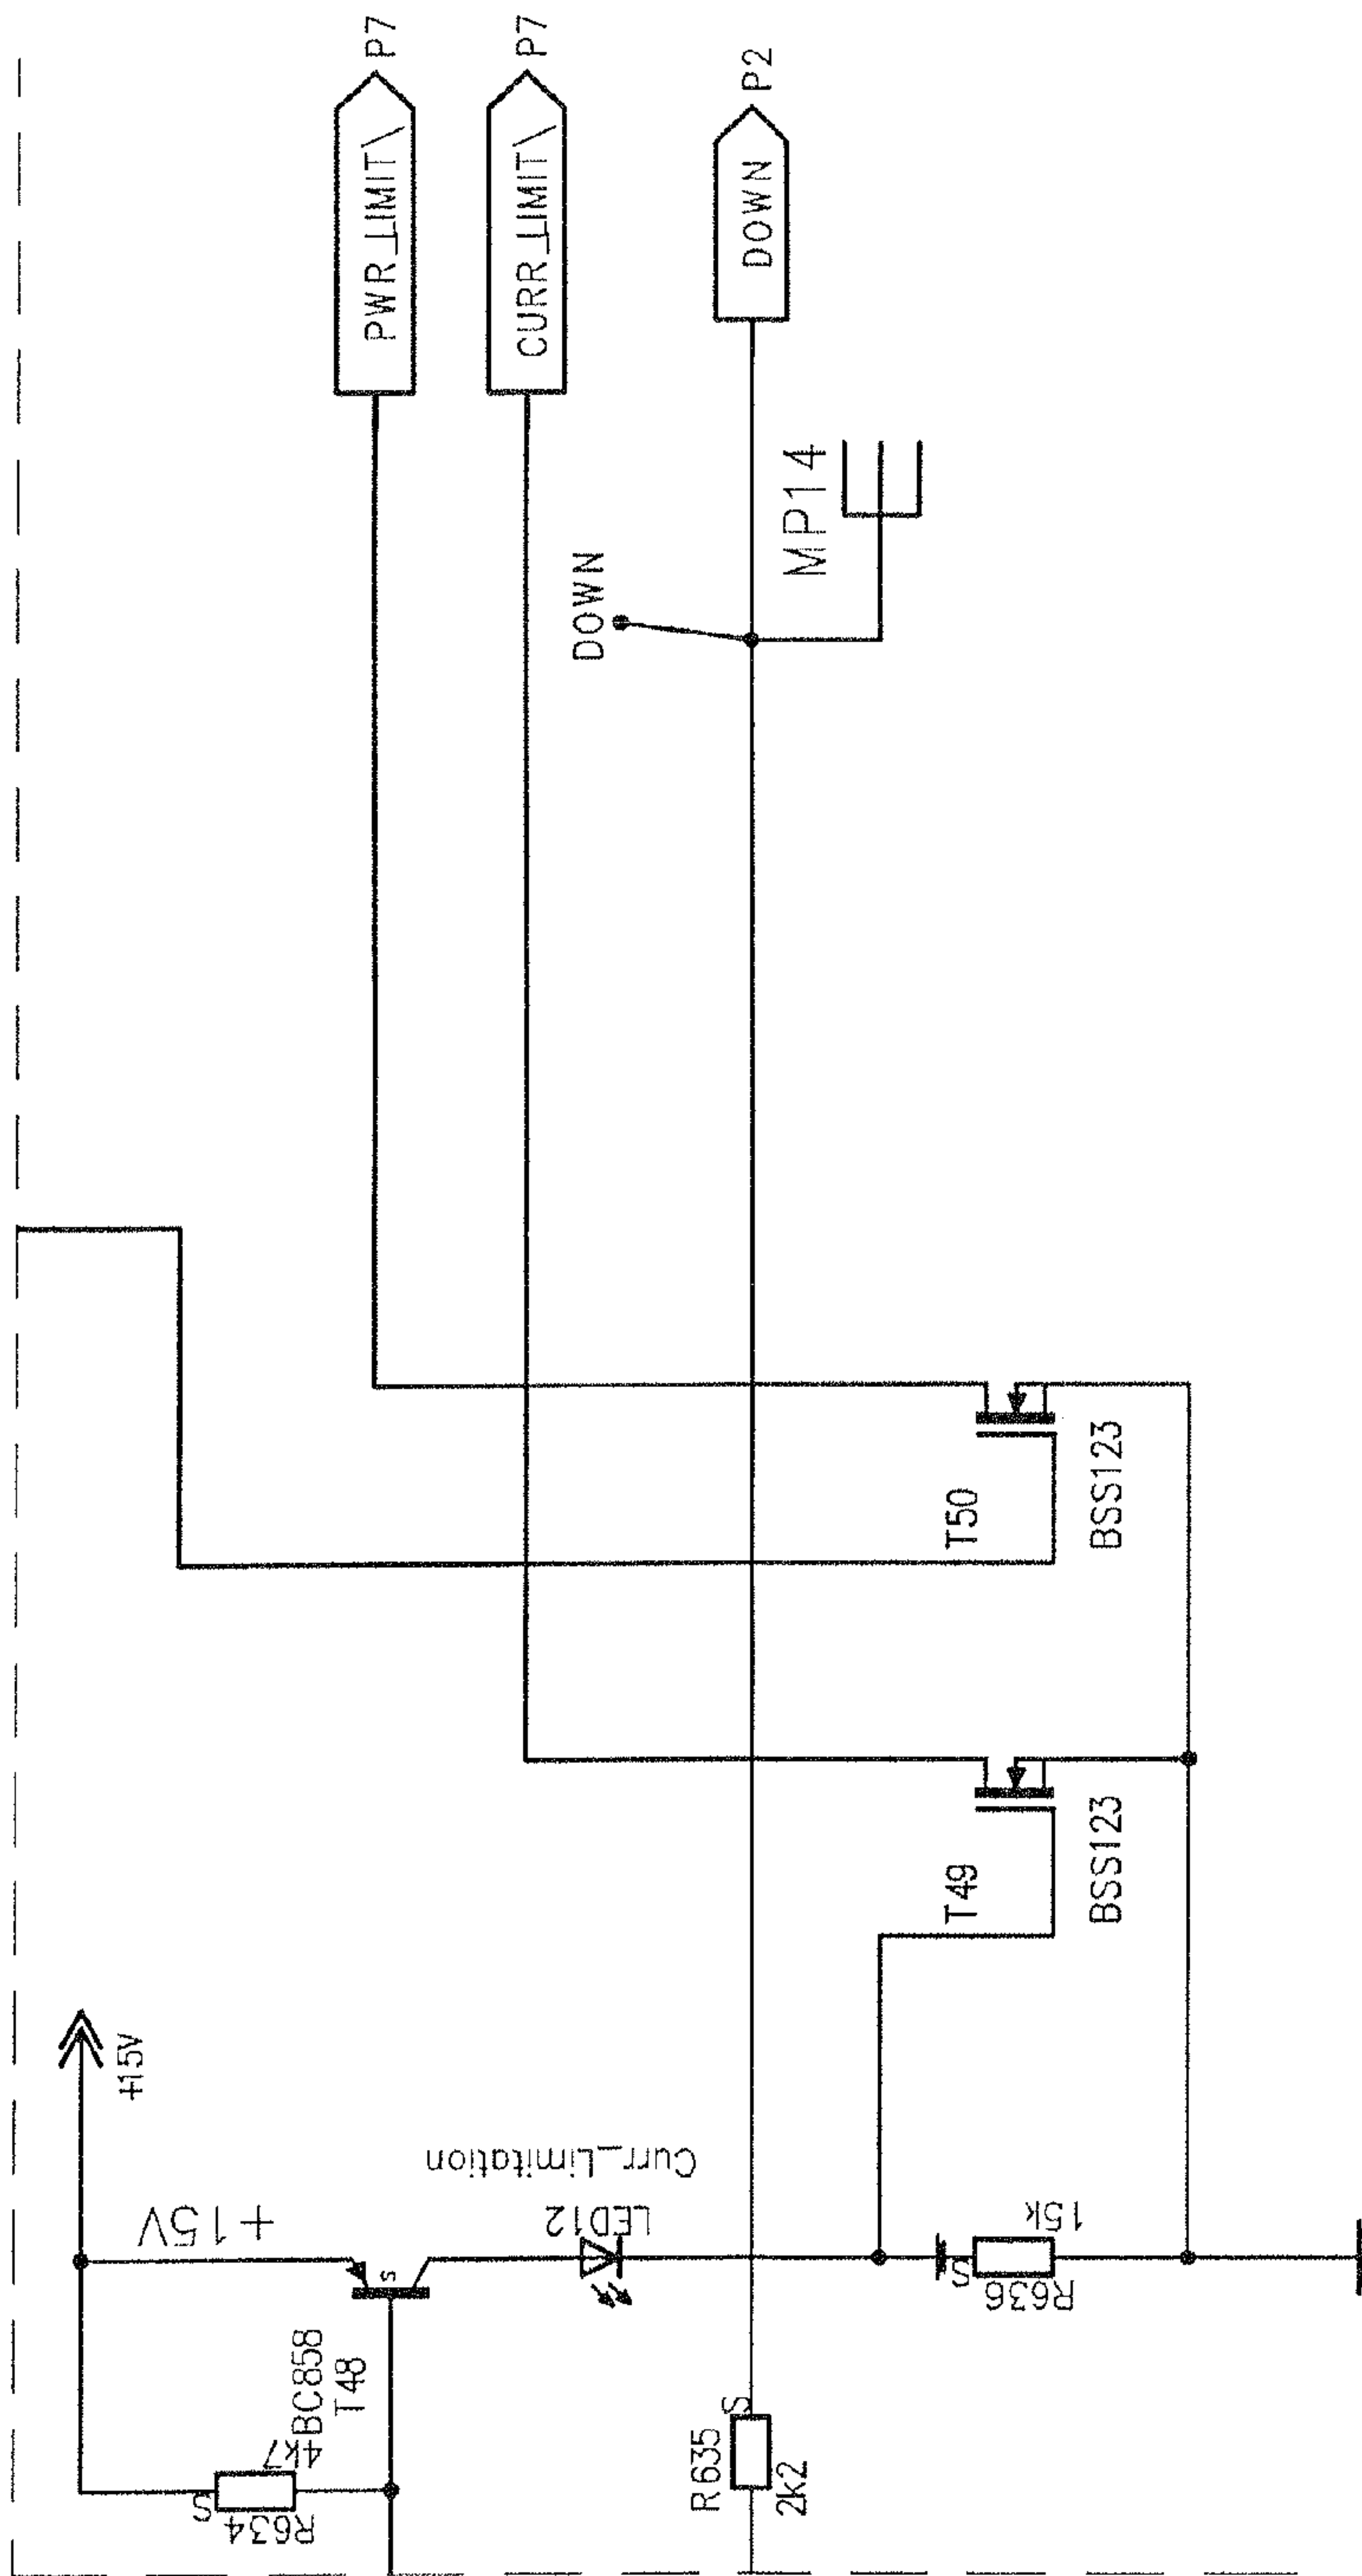 PWR_LIMIT\ P7
CURR_LIMIT\ P7
DOWN P2
MP14
DOWN
+15V
+15V
Curr_Limitation
LED12
BC858
T48
S
S
4k7
R634
R635
S
2k2
S
15k
R636
T49
BSS123
T50
BSS123